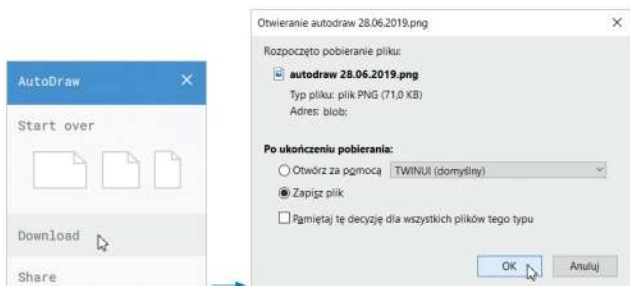 AutoDraw
Start over
Download
Share
Otwieranie autodraw 28.06.2019.png
Rozpoczęto pobieranie pliku:
autodraw 28.06.2019.png
Typ pliku: plik PNG (71,0 KB)
Adres: blob:
Po ukończeniu pobierania:
Otwórz za pomocą TWINUI (domyślny)
Zapisz plik
Pamiętaj tę decyzję dla wszystkich plików tego typu
OK Anuluj